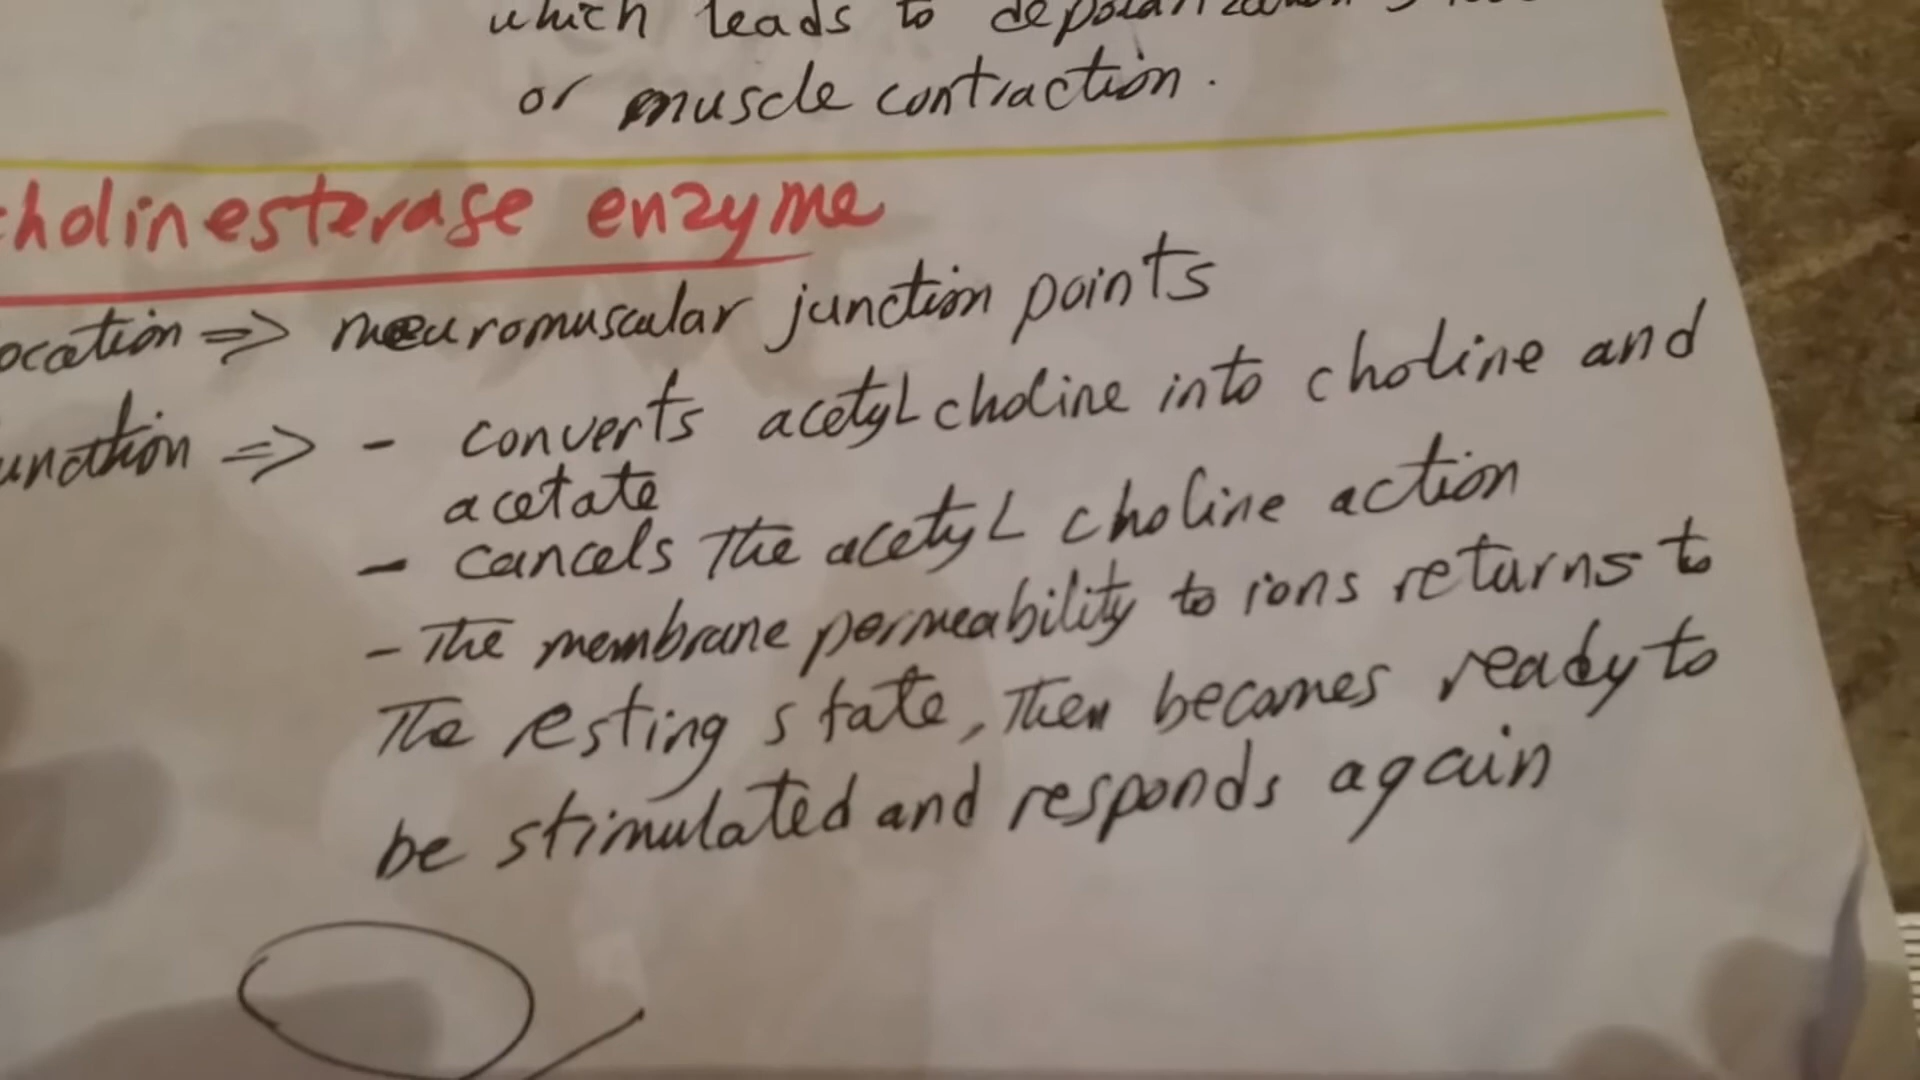 which leads to depolarization
or muscle contraction.
cholinesterase enzyme
ocation => neuromuscular junction points
unction => - converts acetyl choline into choline and
acetate
- cancels The acetyl choline action
- The membrane permeability to ions returns to
The resting state, Then becomes ready to
be stimulated and responds again